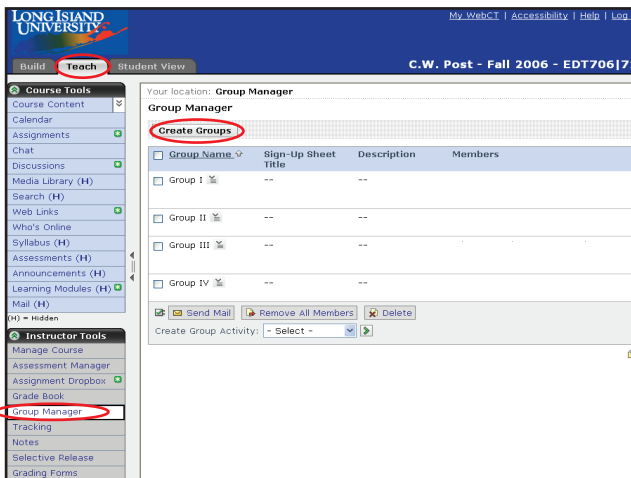 LONG ISLAND
UNIVERSITY
My WebCT | Accessibility | Help | Log
Build Teach Student View
C.W. Post - Fall 2006 - EDT706|7
Course Tools
Course Content
Calendar
Assignments
Chat
Discussions
Media Library (H)
Search (H)
Web Links
Who's Online
Syllabus (H)
Assessments (H)
Announcements (H)
Learning Modules (H)
Mail (H)
(H) = Hidden
Instructor Tools
Manage Course
Assessment Manager
Assignment Dropbox
Grade Book
Group Manager
Tracking
Notes
Selective Release
Grading Forms
Your location: Group Manager
Group Manager
Create Groups
Group Name Sign-Up Sheet Title Description Members
Group I -- --
Group II -- --
Group III -- --
Group IV -- --
Send Mail Remove All Members Delete
Create Group Activity: - Select -